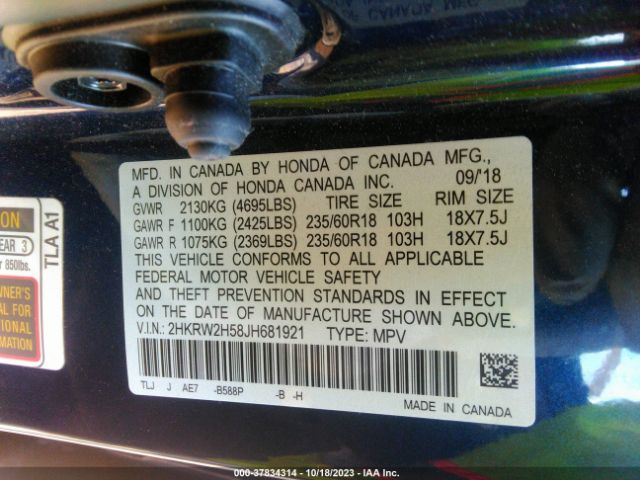 MFD. IN CANADA BY HONDA OF CANADA MFG.,
A DIVISION OF HONDA CANADA INC. 09/'18
GVWR 2130KG (4695LBS) TIRE SIZE RIM SIZE
GAWR F 1100KG (2425LBS) 235/60R18 103H 18X7.5J
GAWR R 1075KG (2369LBS) 235/60R18 103H 18X7.5J
THIS VEHICLE CONFORMS TO ALL APPLICABLE
FEDERAL MOTOR VEHICLE SAFETY
AND THEFT PREVENTION STANDARDS IN EFFECT
ON THE DATE OF MANUFACTURE SHOWN ABOVE.
V.I.N.: 2HKRW2H58JH681921 TYPE: MPV
TLJ J AE7 -B588P -B -H
MADE IN CANADA
TLA A1
EAR 3
850lbs.
000-37834314 - 10/18/2023 - IAA Inc.